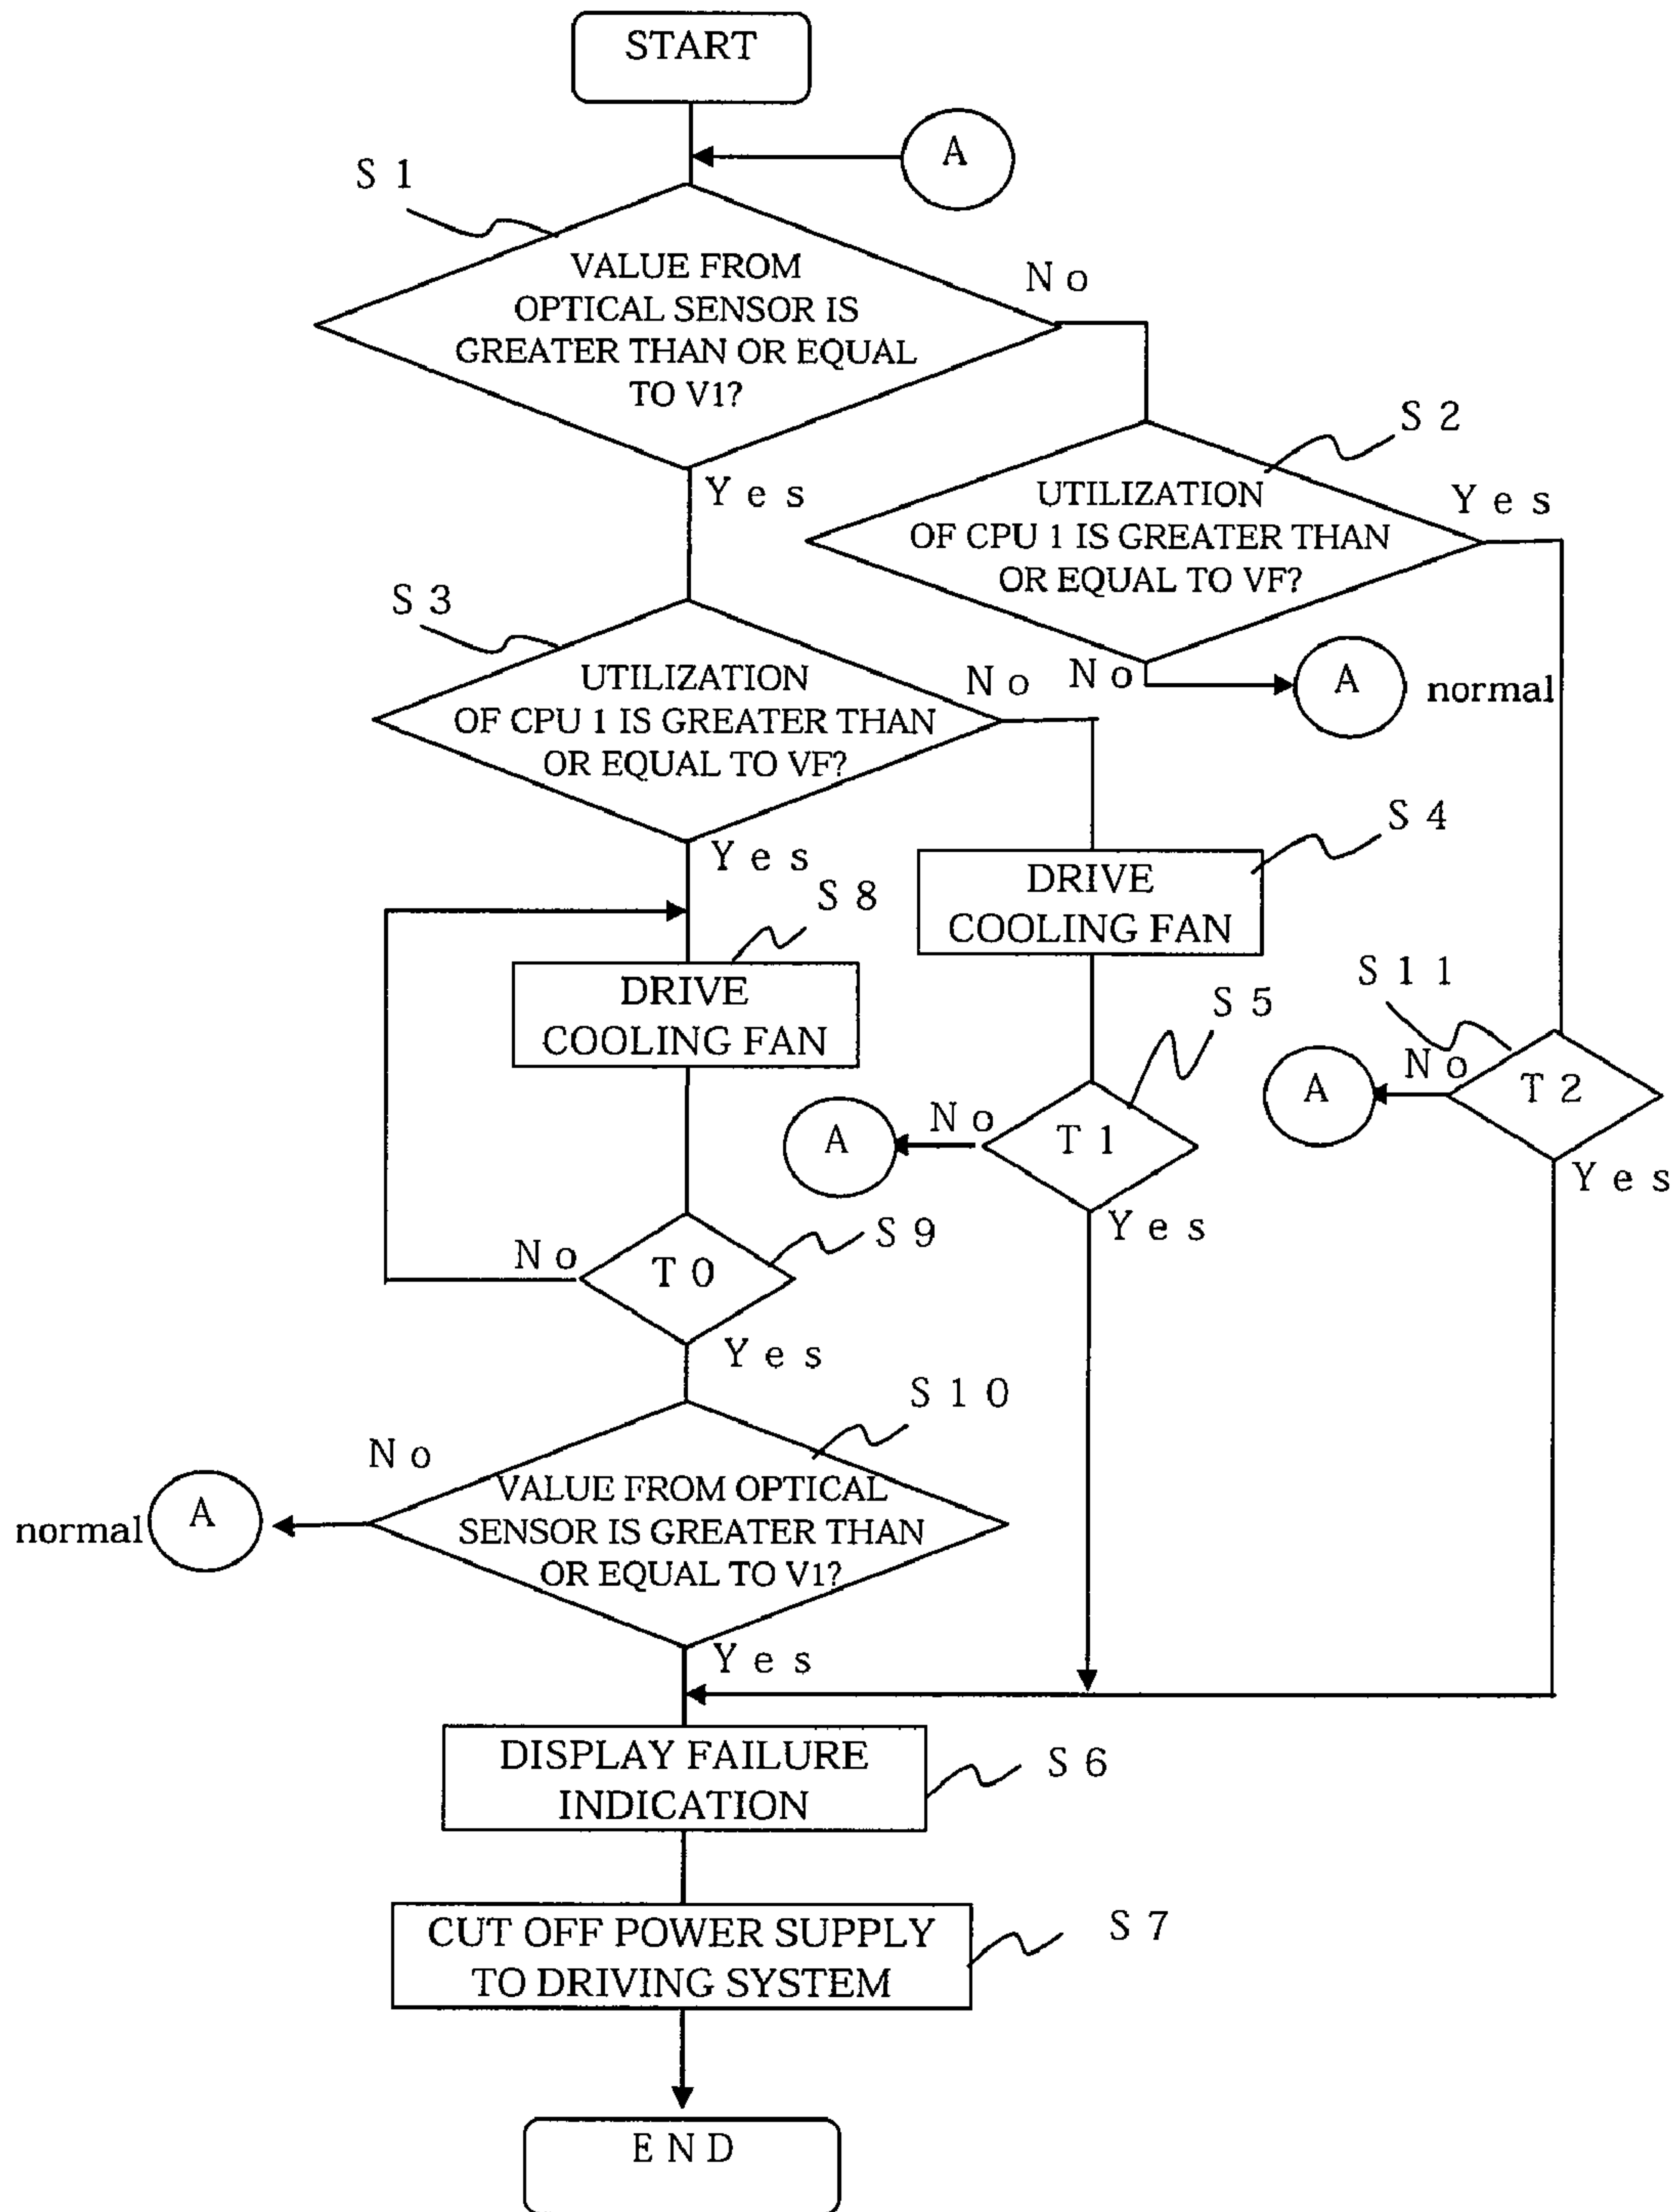 START
A
S 1
VALUE FROM
OPTICAL SENSOR IS
GREATER THAN OR EQUAL
TO V1?
No
Yes
S 2
UTILIZATION
OF CPU 1 IS GREATER THAN
OR EQUAL TO VF?
Yes
No
A
normal
S 3
UTILIZATION
OF CPU 1 IS GREATER THAN
OR EQUAL TO VF?
No
Yes
S 4
DRIVE
COOLING FAN
S 8
DRIVE
COOLING FAN
S 5
T 1
No
A
Yes
S 1 1
T 2
No
A
Yes
S 9
T 0
No
Yes
S 1 0
VALUE FROM OPTICAL
SENSOR IS GREATER THAN
OR EQUAL TO V1?
No
A
normal
Yes
DISPLAY FAILURE
INDICATION
S 6
CUT OFF POWER SUPPLY
TO DRIVING SYSTEM
S 7
END